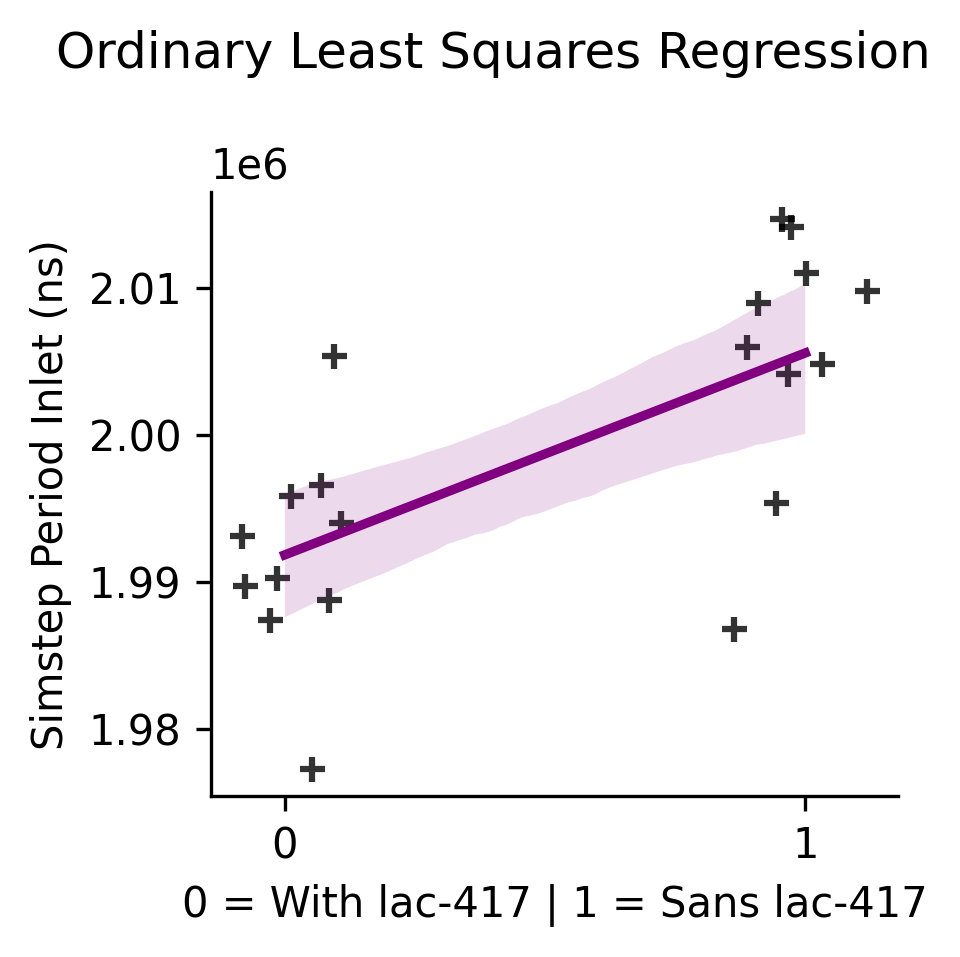 Ordinary Least Squares Regression
1e6
Simstep Period Inlet (ns)
2.01
2.00
1.99
1.98
0 1
0 = With lac-417 | 1 = Sans lac-417